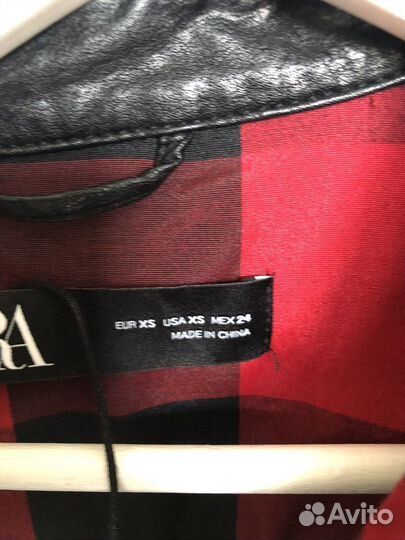 RA
EUR XS USA XS MEX 24
MADE IN CHINA
Avito